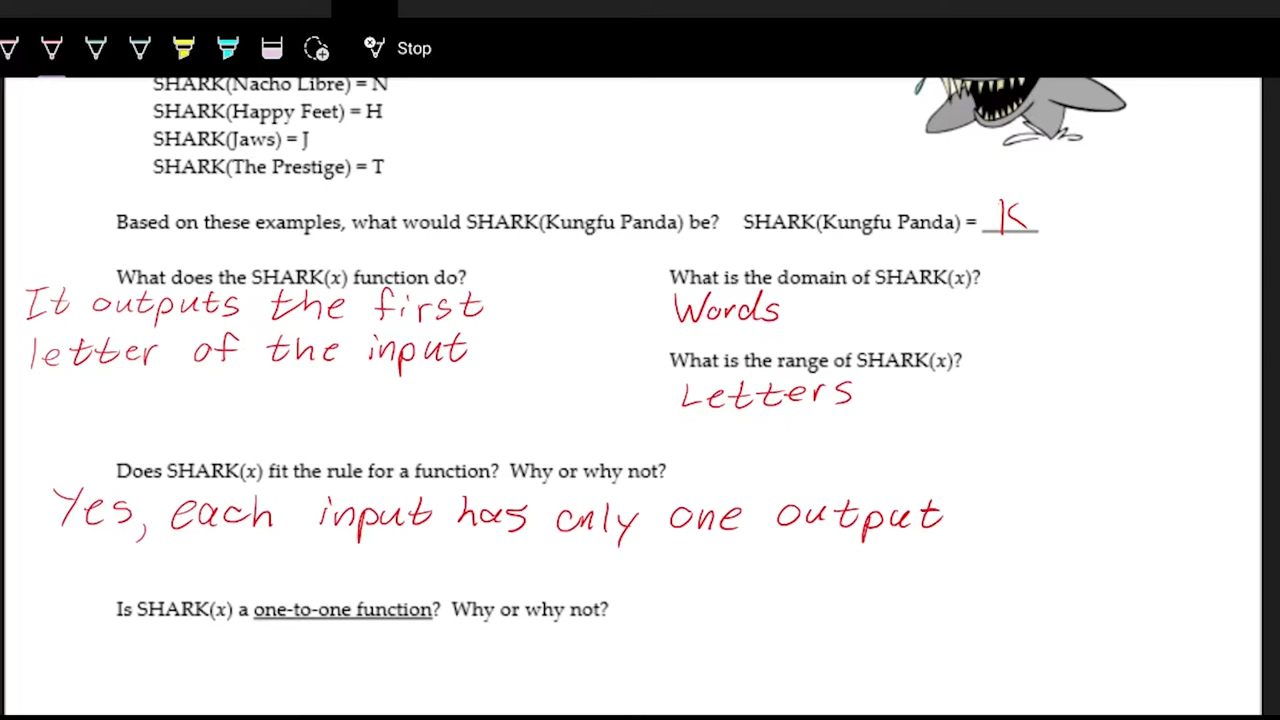 Stop
SHARK(Nacho Libre) = N
SHARK(Happy Feet) = H
SHARK(Jaws) = J
SHARK(The Prestige) = T
Based on these examples, what would SHARK(Kungfu Panda) be? SHARK(Kungfu Panda) = K
What does the SHARK(x) function do?
It outputs the first
letter of the input
What is the domain of SHARK(x)?
Words
What is the range of SHARK(x)?
Letters
Does SHARK(x) fit the rule for a function? Why or why not?
Yes, each input has only one output
Is SHARK(x) a one-to-one function? Why or why not?